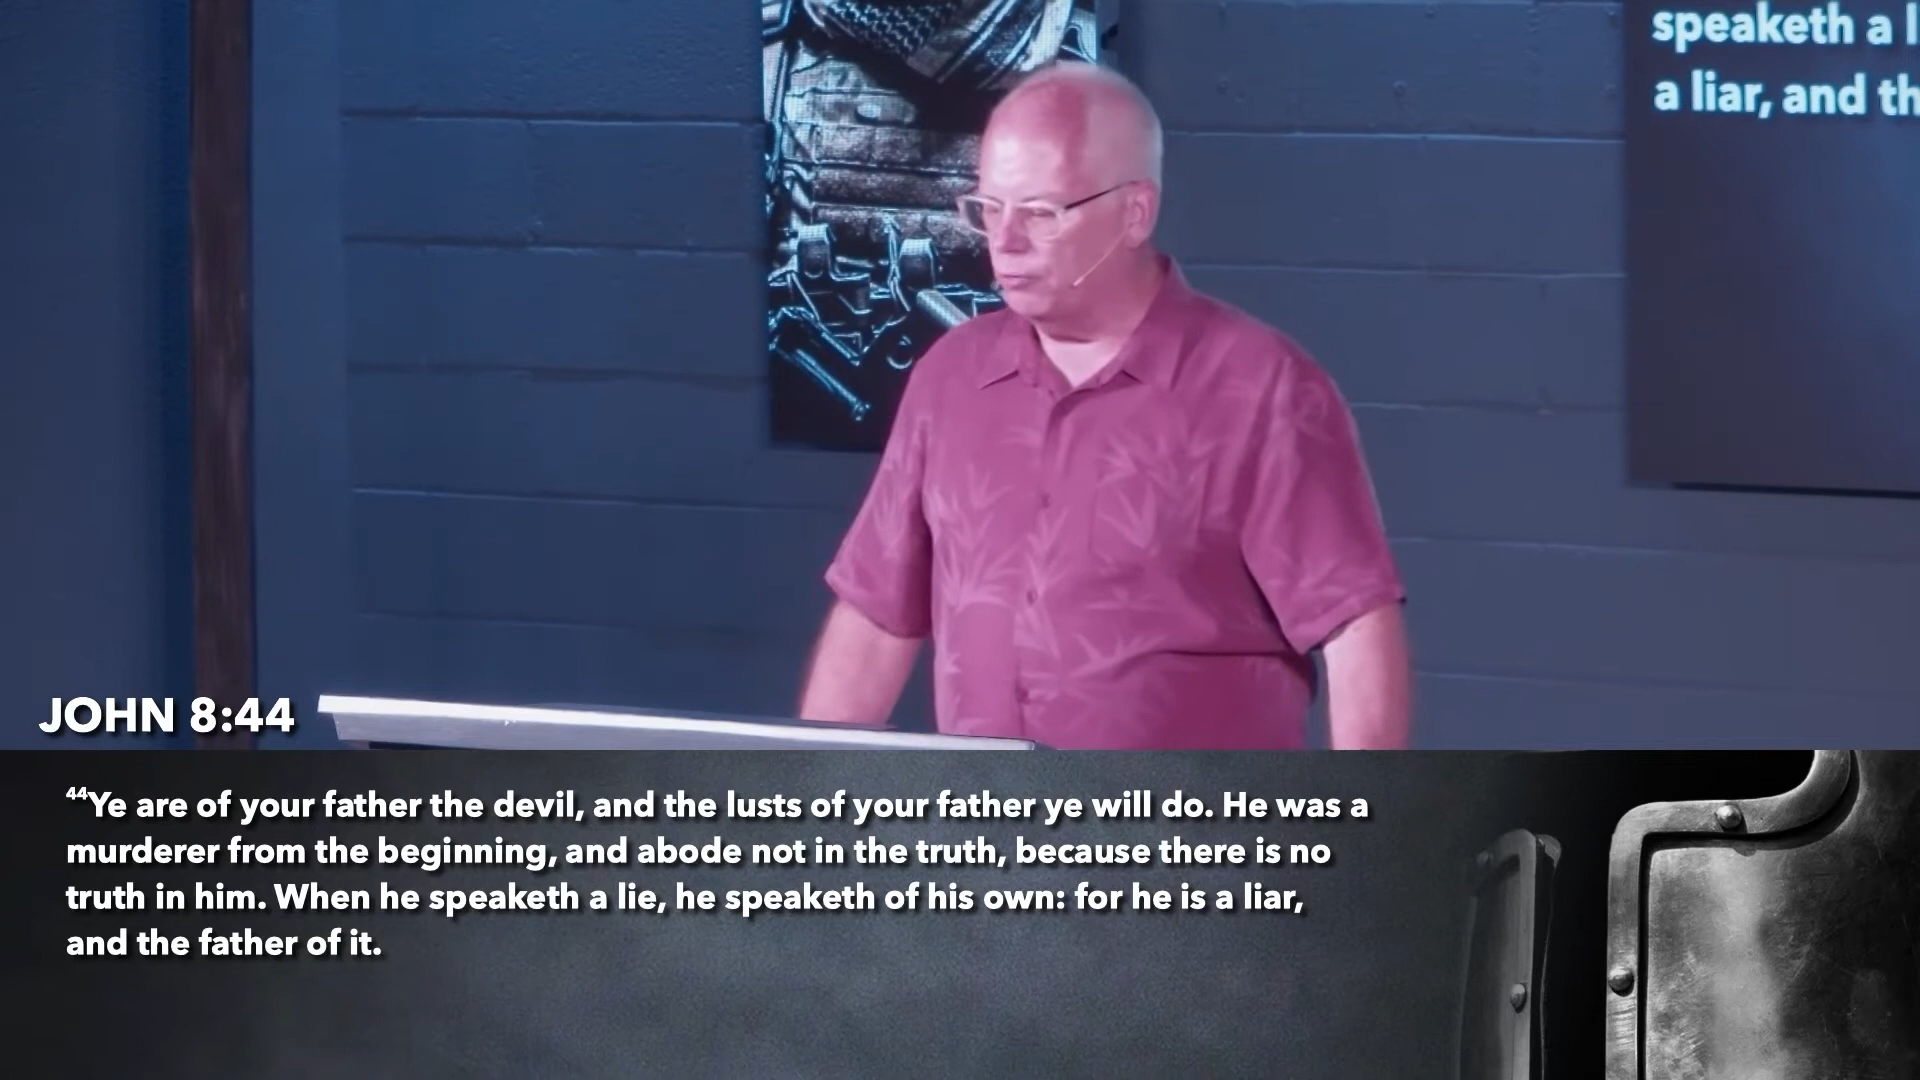 speaketh a l
a liar, and th
JOHN 8:44
44Ye are of your father the devil, and the lusts of your father ye will do. He was a
murderer from the beginning, and abode not in the truth, because there is no
truth in him. When he speaketh a lie, he speaketh of his own: for he is a liar,
and the father of it.